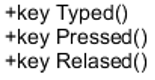 +key Typed()
+key Pressed()
+key Relased()